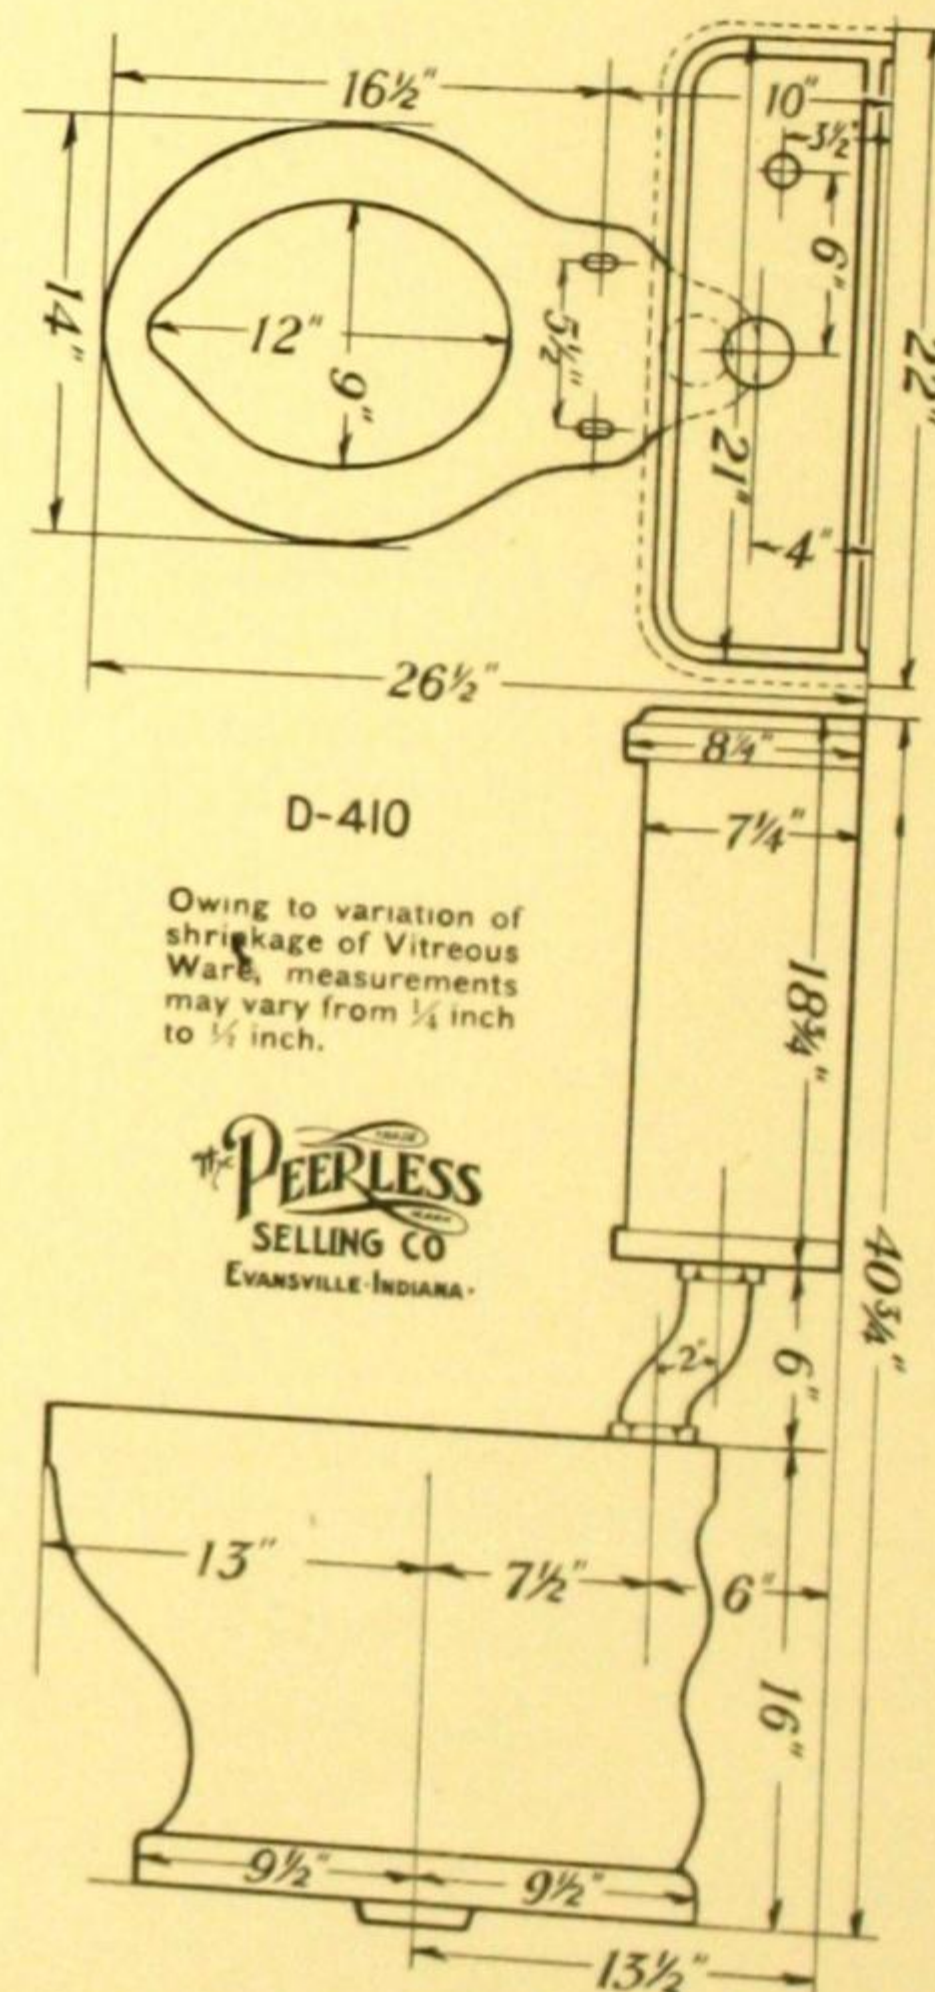 16½"
10"
3½"
6"
14"
12"
9"
5½"
22"
21"
4"
26½"
8¼"
7¼"
D-410
Owing to variation of
shrinkage of Vitreous
Ware, measurements
may vary from ¼ inch
to ½ inch.
18¾"
The PEERLESS
TRADE
MARK
SELLING CO
EVANSVILLE·INDIANA·
40¾"
2"
6"
13"
7½"
6"
16"
9½"
9½"
13½"